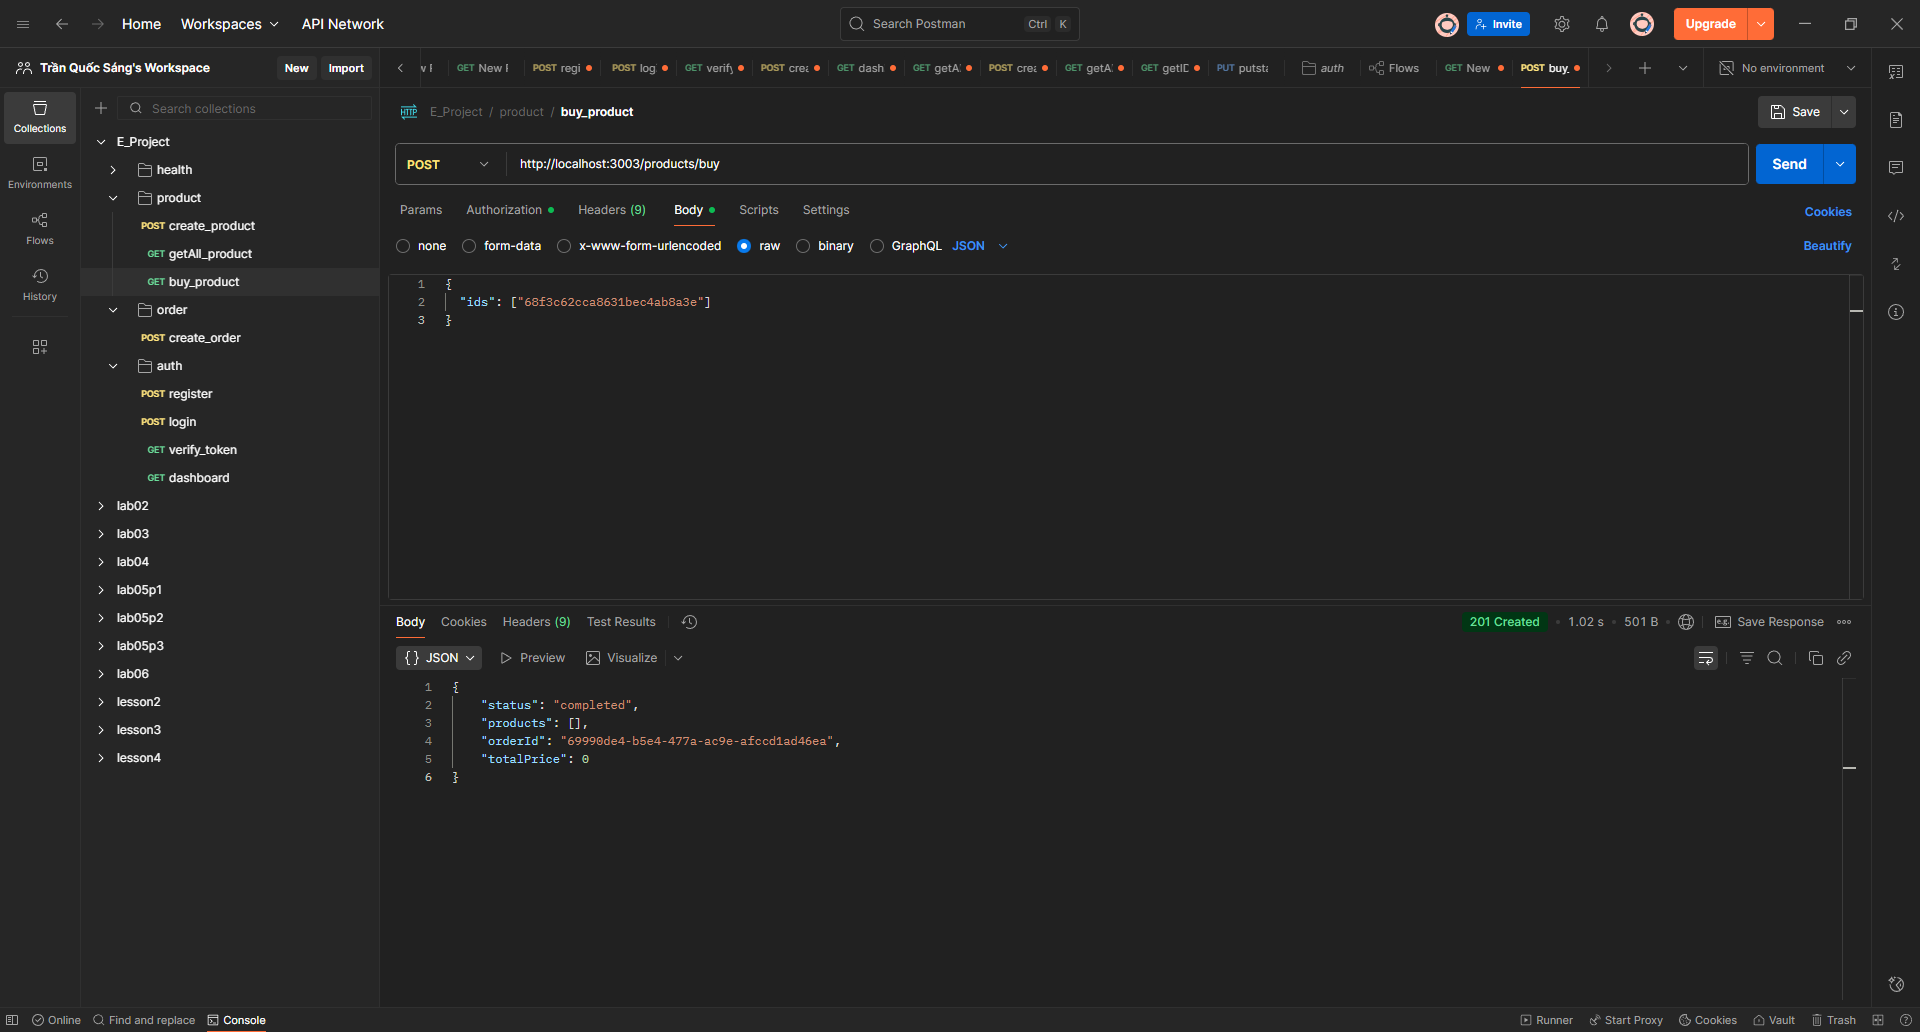 Home Workspaces API Network Search Postman Ctrl K Invite Upgrade
Trần Quốc Sáng's Workspace New Import
GET New POST regi POST log GET verify POST crea GET dash GET getA POST crea GET getA GET getID PUT putsta auth Flows GET New POST buy_ No environment
Collections
Environments
Flows
History
Search collections
E_Project
health
product
POST create_product
GET getAll_product
GET buy_product
order
POST create_order
auth
POST register
POST login
GET verify_token
GET dashboard
lab02
lab03
lab04
lab05p1
lab05p2
lab05p3
lab06
lesson2
lesson3
lesson4
HTTP E_Project / product / buy_product Save
POST http://localhost:3003/products/buy Send
Params Authorization Headers (9) Body Scripts Settings Cookies
none form-data x-www-form-urlencoded raw binary GraphQL JSON Beautify
1 {
2 "ids": ["68f3c62cca8631bec4ab8a3e"]
3 }
Body Cookies Headers (9) Test Results 201 Created • 1.02 s • 501 B e.g. Save Response
{} JSON Preview Visualize
1 {
2 "status": "completed",
3 "products": [],
4 "orderId": "69990de4-b5e4-477a-ac9e-afccd1ad46ea",
5 "totalPrice": 0
6 }
Online Find and replace Console Runner Start Proxy Cookies Vault Trash